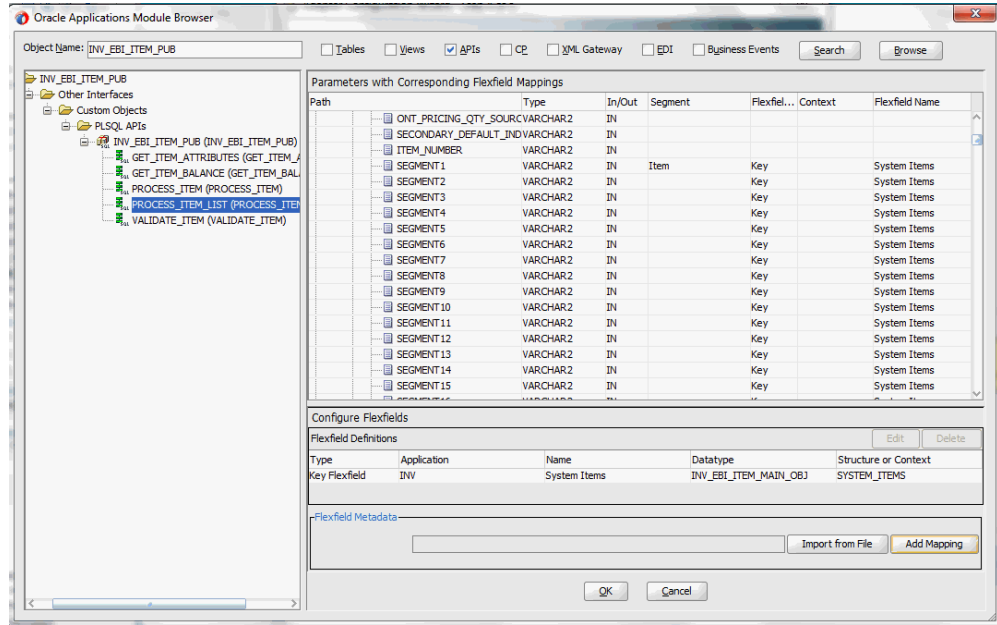 Oracle Applications Module Browser
Object Name: INV_EBI_ITEM_PUB Tables Views APIs CP XML Gateway EDI Business Events Search Browse
INV_EBI_ITEM_PUB
Other Interfaces
Custom Objects
PLSQL APIs
INV_EBI_ITEM_PUB (INV_EBI_ITEM_PUB)
GET_ITEM_ATTRIBUTES (GET_ITEM_A
GET_ITEM_BALANCE (GET_ITEM_BAL
PROCESS_ITEM (PROCESS_ITEM)
PROCESS_ITEM_LIST (PROCESS_ITEM
VALIDATE_ITEM (VALIDATE_ITEM)
Parameters with Corresponding Flexfield Mappings
Path Type In/Out Segment Flexfiel... Context Flexfield Name
ONT_PRICING_QTY_SOURC VARCHAR2 IN
SECONDARY_DEFAULT_IND VARCHAR2 IN
ITEM_NUMBER VARCHAR2 IN
SEGMENT1 VARCHAR2 IN Item Key System Items
SEGMENT2 VARCHAR2 IN Key System Items
SEGMENT3 VARCHAR2 IN Key System Items
SEGMENT4 VARCHAR2 IN Key System Items
SEGMENT5 VARCHAR2 IN Key System Items
SEGMENT6 VARCHAR2 IN Key System Items
SEGMENT7 VARCHAR2 IN Key System Items
SEGMENT8 VARCHAR2 IN Key System Items
SEGMENT9 VARCHAR2 IN Key System Items
SEGMENT10 VARCHAR2 IN Key System Items
SEGMENT11 VARCHAR2 IN Key System Items
SEGMENT12 VARCHAR2 IN Key System Items
SEGMENT13 VARCHAR2 IN Key System Items
SEGMENT14 VARCHAR2 IN Key System Items
SEGMENT15 VARCHAR2 IN Key System Items
Configure Flexfields
Flexfield Definitions Edit Delete
Type Application Name Datatype Structure or Context
Key Flexfield INV System Items INV_EBI_ITEM_MAIN_OBJ SYSTEM_ITEMS
Flexfield Metadata
Import from File Add Mapping
OK Cancel